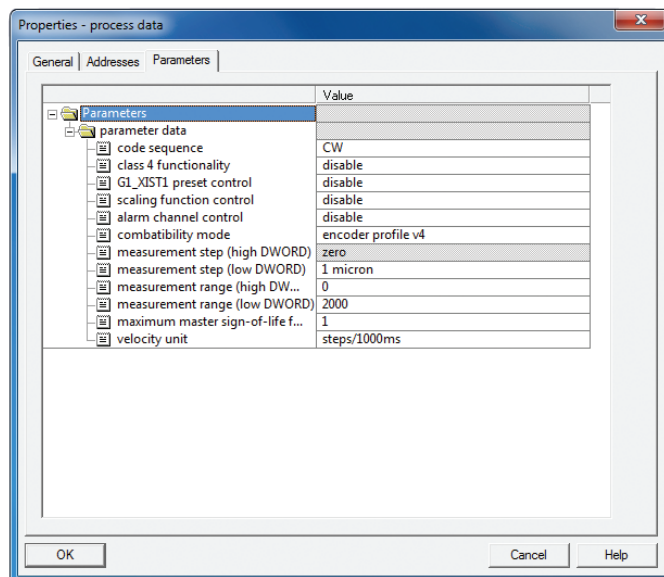 Properties - process data
General Addresses Parameters
Value
Parameters
parameter data
code sequence CW
class 4 functionality disable
G1_XIST1 preset control disable
scaling function control disable
alarm channel control disable
combatibility mode encoder profile v4
measurement step (high DWORD) zero
measurement step (low DWORD) 1 micron
measurement range (high DW... 0
measurement range (low DWORD) 2000
maximum master sign-of-life f... 1
velocity unit steps/1000ms
OK Cancel Help